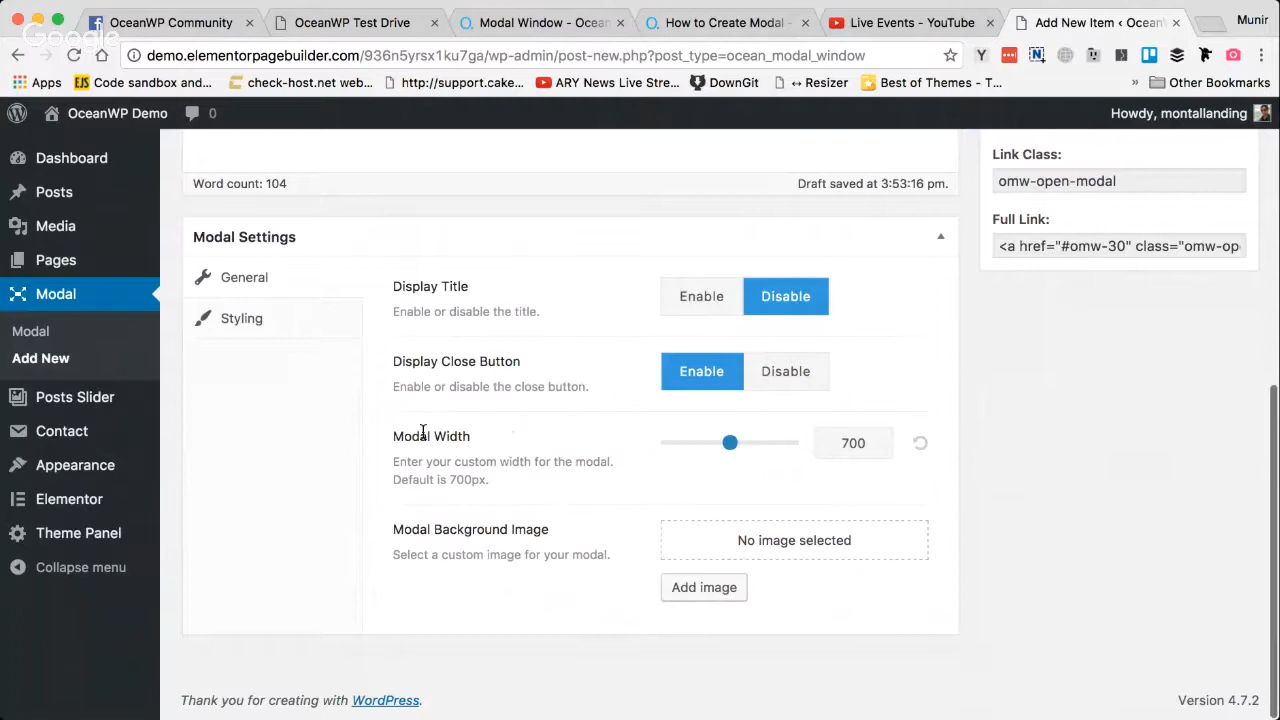 OceanWP Community
OceanWP Test Drive
Modal Window - Ocean
How to Create Modal -
Live Events - YouTube
Add New Item ‹ OceanW
Munir
Google
demo.elementorpagebuilder.com/936n5yrsx1ku7ga/wp-admin/post-new.php?post_type=ocean_modal_window
Apps
Code sandbox and...
check-host.net web...
ARY News Live Stre...
http://support.cake...
DownGit
Resizer
Best of Themes - T...
Other Bookmarks
OceanWP Demo
0
Howdy, montallanding
Dashboard
Posts
Media
Pages
Modal
Modal
Add New
Posts Slider
Contact
Appearance
Elementor
Theme Panel
Collapse menu
Word count: 104
Draft saved at 3:53:16 pm.
Modal Settings
General
Styling
Display Title
Enable or disable the title.
Enable
Disable
Display Close Button
Enable or disable the close button.
Enable
Disable
Modal Width
Enter your custom width for the modal.
Default is 700px.
700
Modal Background Image
Select a custom image for your modal.
No image selected
Add image
Link Class:
omw-open-modal
Full Link:
<a href="#omw-30" class="omw-op
Thank you for creating with WordPress.
Version 4.7.2